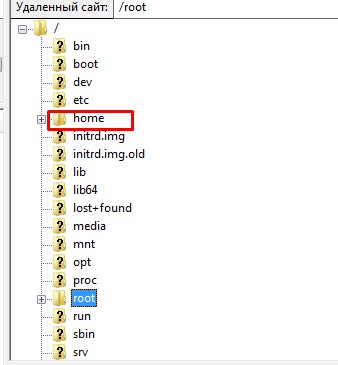 Удаленный сайт: /root
/
bin
boot
dev
etc
home
initrd.img
initrd.img.old
lib
lib64
lost+found
media
mnt
opt
proc
root
run
sbin
srv